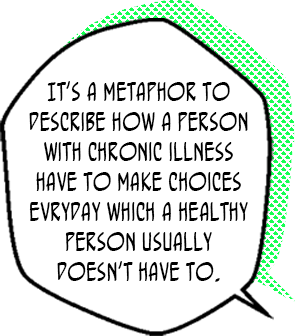 IT'S A METAPHOR TO
DESCRIBE HOW A PERSON
WITH CHRONIC ILLNESS
HAVE TO MAKE CHOICES
EVRYDAY WHICH A HEALTHY
PERSON USUALLY
DOESN'T HAVE TO.